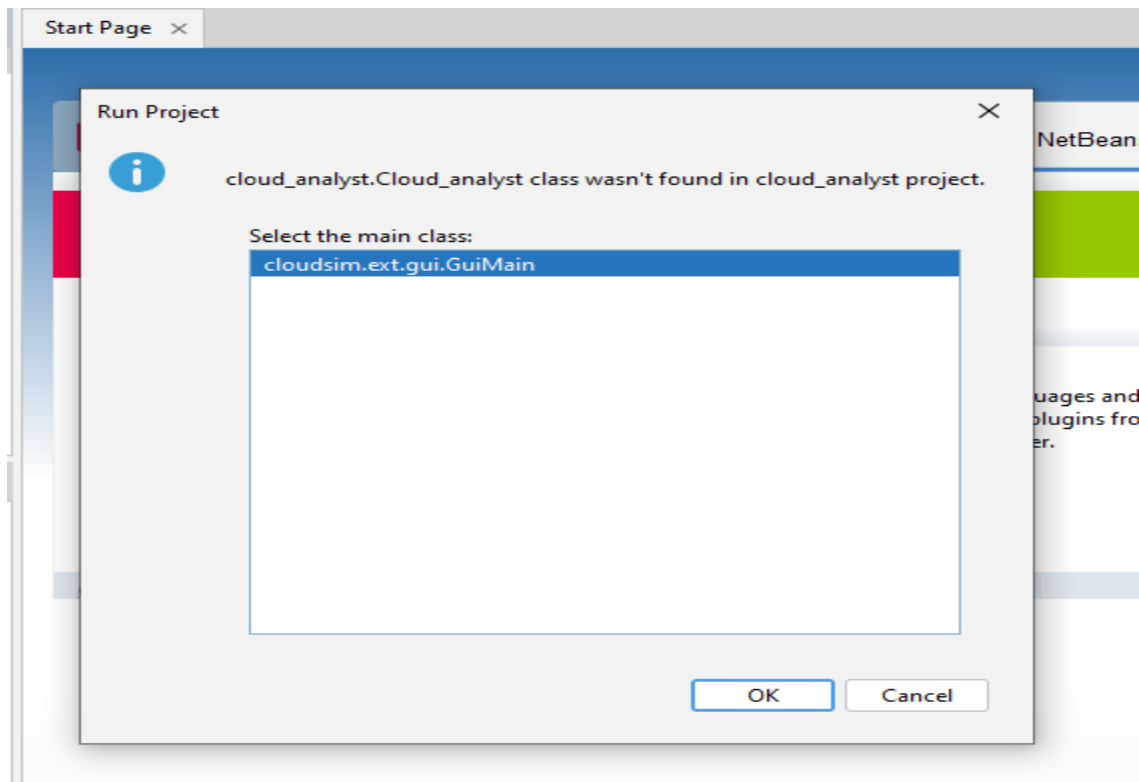 Start Page
Run Project
NetBean
cloud_analyst.Cloud_analyst class wasn't found in cloud_analyst project.
Select the main class:
cloudsim.ext.gui.GuiMain
uages and
plugins fro
er.
OK
Cancel